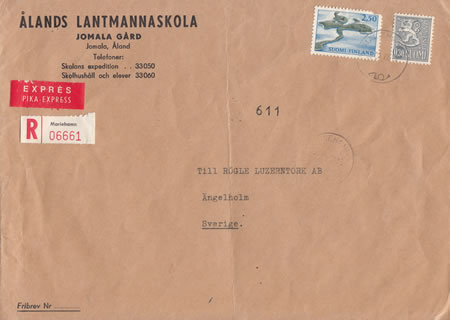 ÅLANDS LANTMANNASKOLA
JOMALA GÅRD
Jomala, Åland
Telefoner:
Skolans expedition . . 33050
Skolhushåll och elever 33060
2,50
SUOMI FINLAND
EXPRÈS
PIKA-EXPRESS
R
Mariehamn
06661
611
Till RÖGLE LUZERNTORK AB
Ängelholm
Sverige.
Fribrev Nr